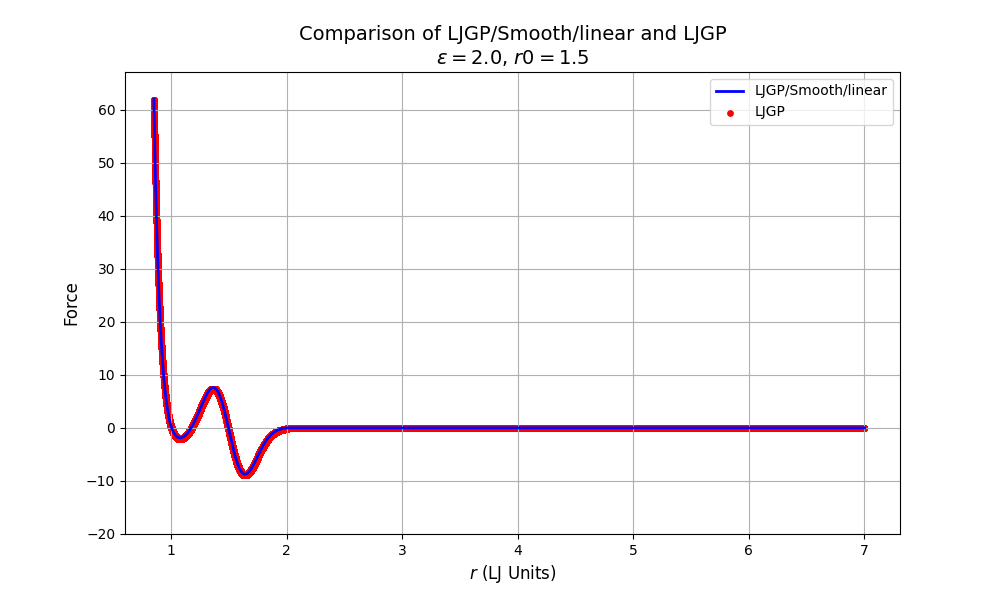 Comparison of LJGP/Smooth/linear and LJGP
ε = 2.0, r0 = 1.5
LJGP/Smooth/linear
LJGP
Force
60
50
40
30
20
10
0
−10
−20
1 2 3 4 5 6 7
r (LJ Units)